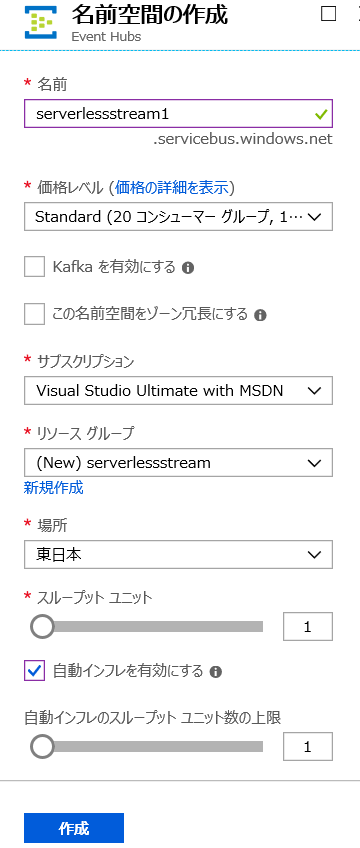 名前空間の作成
Event Hubs
* 名前
serverlessstream1
.servicebus.windows.net
* 価格レベル (価格の詳細を表示)
Standard (20 コンシューマー グループ, 1···
Kafka を有効にする
この名前空間をゾーン冗長にする
* サブスクリプション
Visual Studio Ultimate with MSDN
* リソース グループ
(New) serverlessstream
新規作成
* 場所
東日本
* スループット ユニット
1
自動インフレを有効にする
自動インフレのスループット ユニット数の上限
1
作成